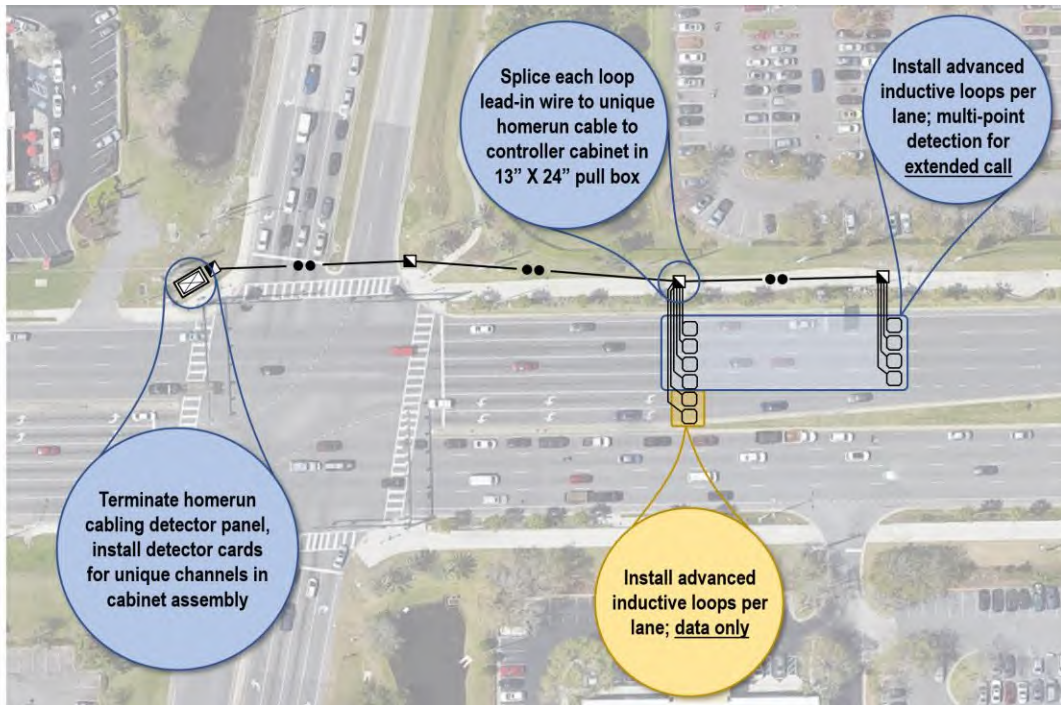 Splice each loop
lead-in wire to unique
homerun cable to
controller cabinet in
13” X 24” pull box
Install advanced
inductive loops per
lane; multi-point
detection for
extended call
Terminate homerun
cabling detector panel,
install detector cards
for unique channels in
cabinet assembly
Install advanced
inductive loops per
lane; data only